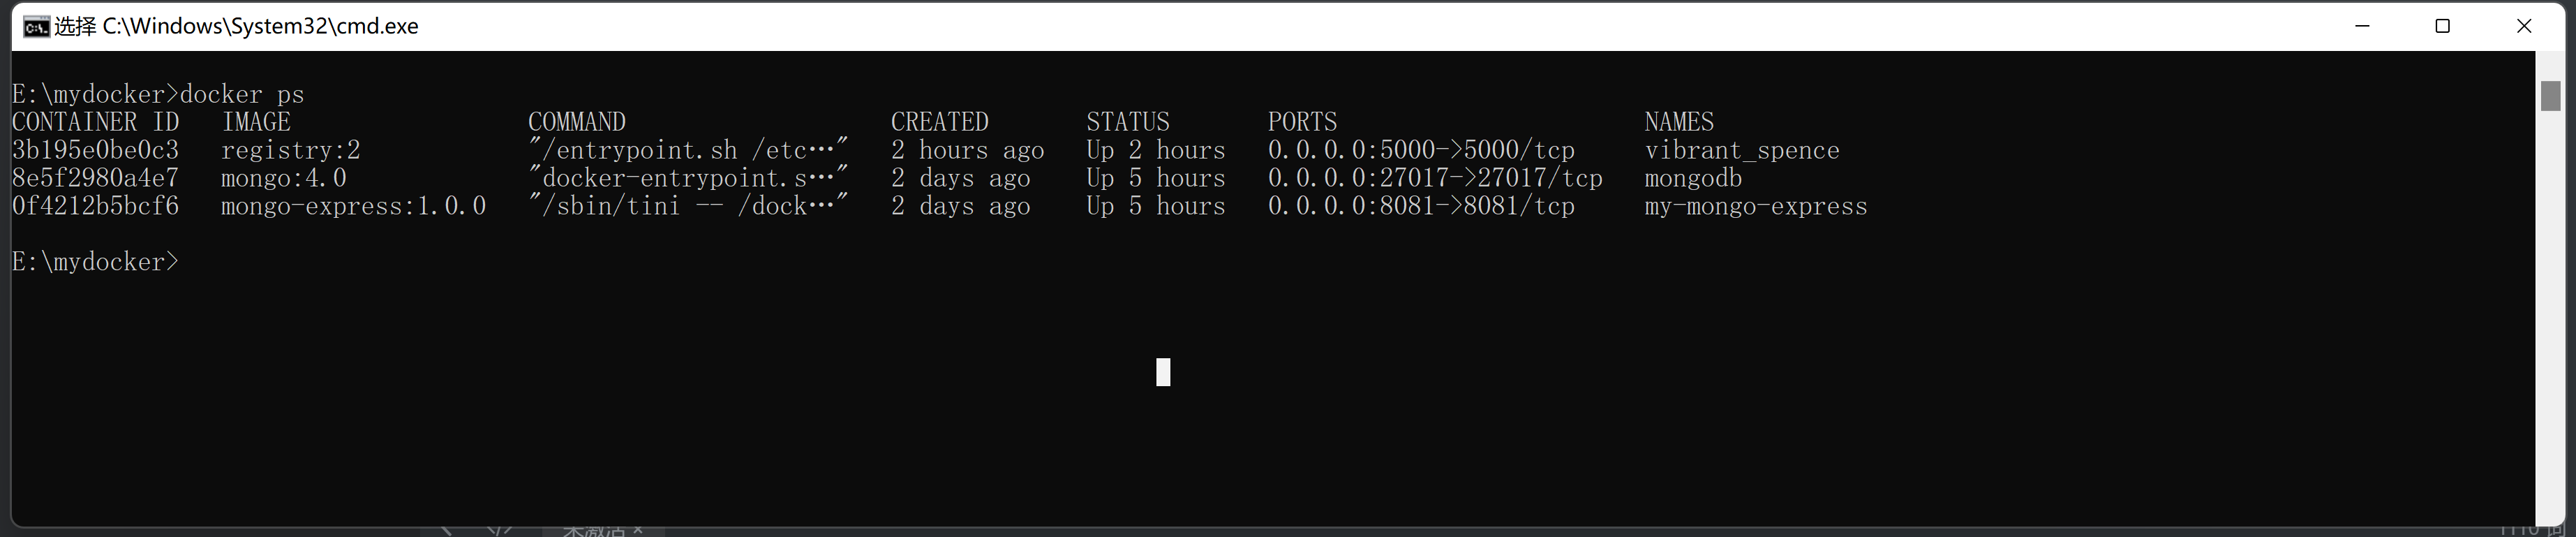 选择 C:\Windows\System32\cmd.exe
E:\mydocker>docker ps
CONTAINER ID   IMAGE                 COMMAND                   CREATED       STATUS       PORTS                      NAMES
3b195e0be0c3   registry:2            "/entrypoint.sh /etc…"   2 hours ago   Up 2 hours   0.0.0.0:5000->5000/tcp     vibrant_spence
8e5f2980a4e7   mongo:4.0             "docker-entrypoint.s…"   2 days ago    Up 5 hours   0.0.0.0:27017->27017/tcp   mongodb
0f4212b5bcf6   mongo-express:1.0.0   "/sbin/tini -- /dock…"   2 days ago    Up 5 hours   0.0.0.0:8081->8081/tcp     my-mongo-express
E:\mydocker>